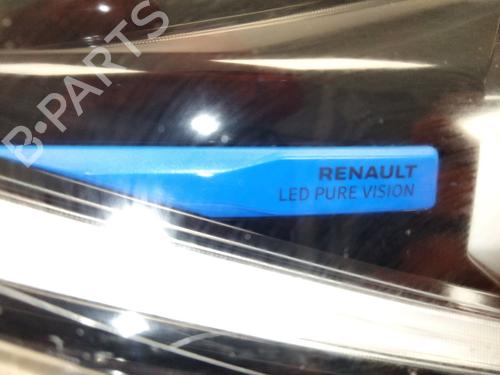 B-PARTS
RENAULT
LED PURE VISION